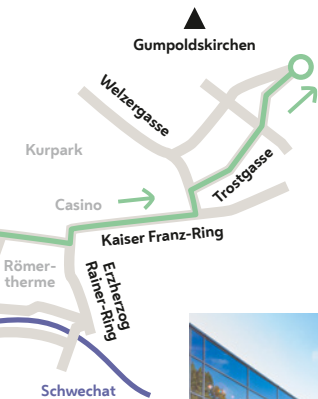 Gumpoldskirchen
Welzergasse
Kurpark
Trostgasse
Casino
Kaiser Franz-Ring
Römer-
therme
Erzherzog
Rainer-Ring
Schwechat